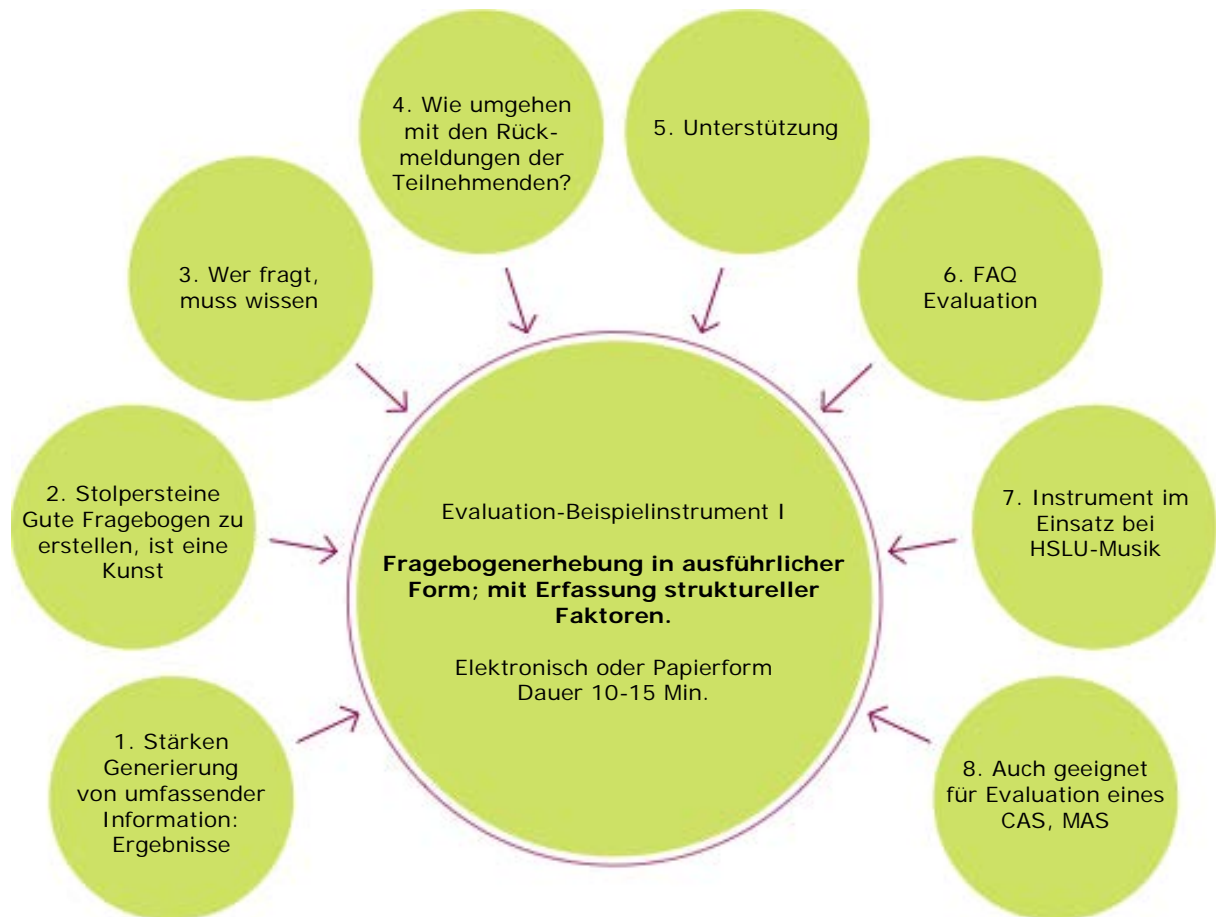 4. Wie umgehen
mit den Rück-
meldungen der
Teilnehmenden?
5. Unterstützung
3. Wer fragt,
muss wissen
6. FAQ
Evaluation
2. Stolpersteine
Gute Fragebogen zu
erstellen, ist eine
Kunst
7. Instrument im
Einsatz bei
HSLU-Musik
Evaluation-Beispielinstrument I
Fragebogenerhebung in ausführlicher
Form; mit Erfassung struktureller
Faktoren.
Elektronisch oder Papierform
Dauer 10-15 Min.
1. Stärken
Generierung
von umfassender
Information:
Ergebnisse
8. Auch geeignet
für Evaluation eines
CAS, MAS